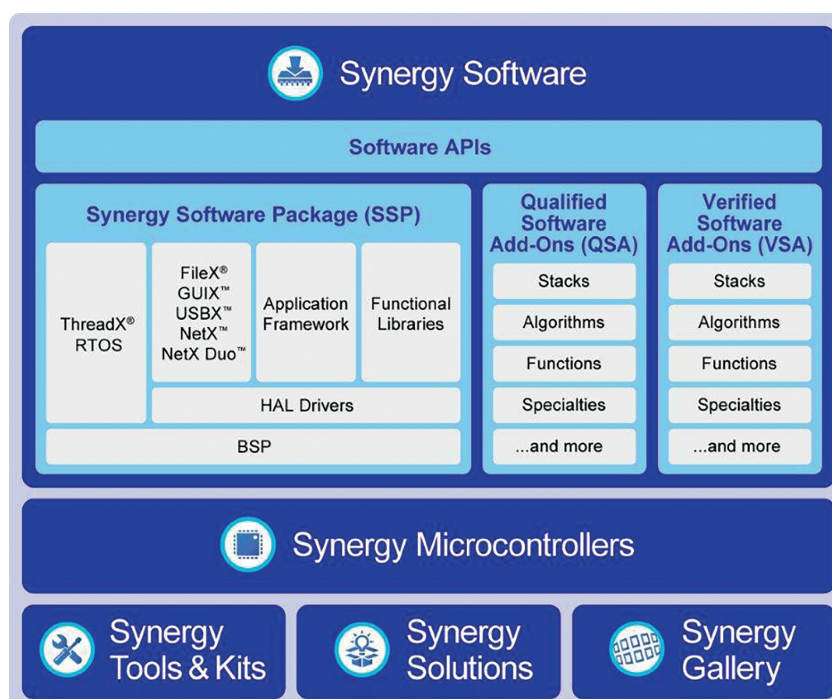 Synergy Software
Software APIs
Synergy Software Package (SSP)
ThreadX®
RTOS
FileX®
GUIX™
USBX™
NetX™
NetX Duo™
Application
Framework
Functional
Libraries
HAL Drivers
BSP
Qualified
Software
Add-Ons (QSA)
Stacks
Algorithms
Functions
Specialties
...and more
Verified
Software
Add-Ons (VSA)
Stacks
Algorithms
Functions
Specialties
...and more
Synergy Microcontrollers
Synergy
Tools & Kits
Synergy
Solutions
Synergy
Gallery